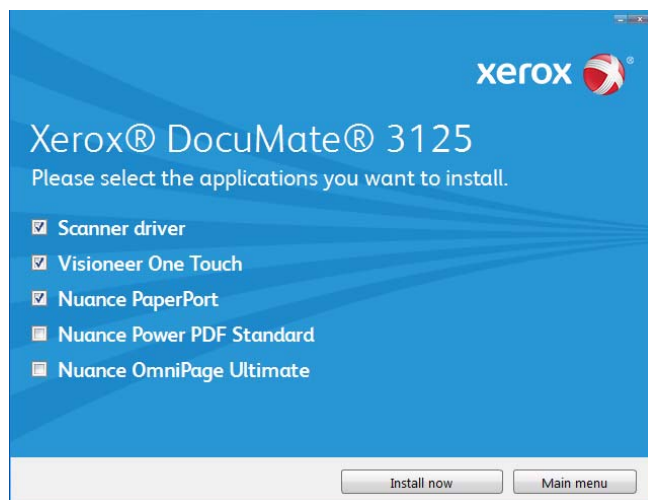 xerox ®
Xerox® DocuMate® 3125
Please select the applications you want to install.
Scanner driver
Visioneer One Touch
Nuance PaperPort
Nuance Power PDF Standard
Nuance OmniPage Ultimate
Install now Main menu